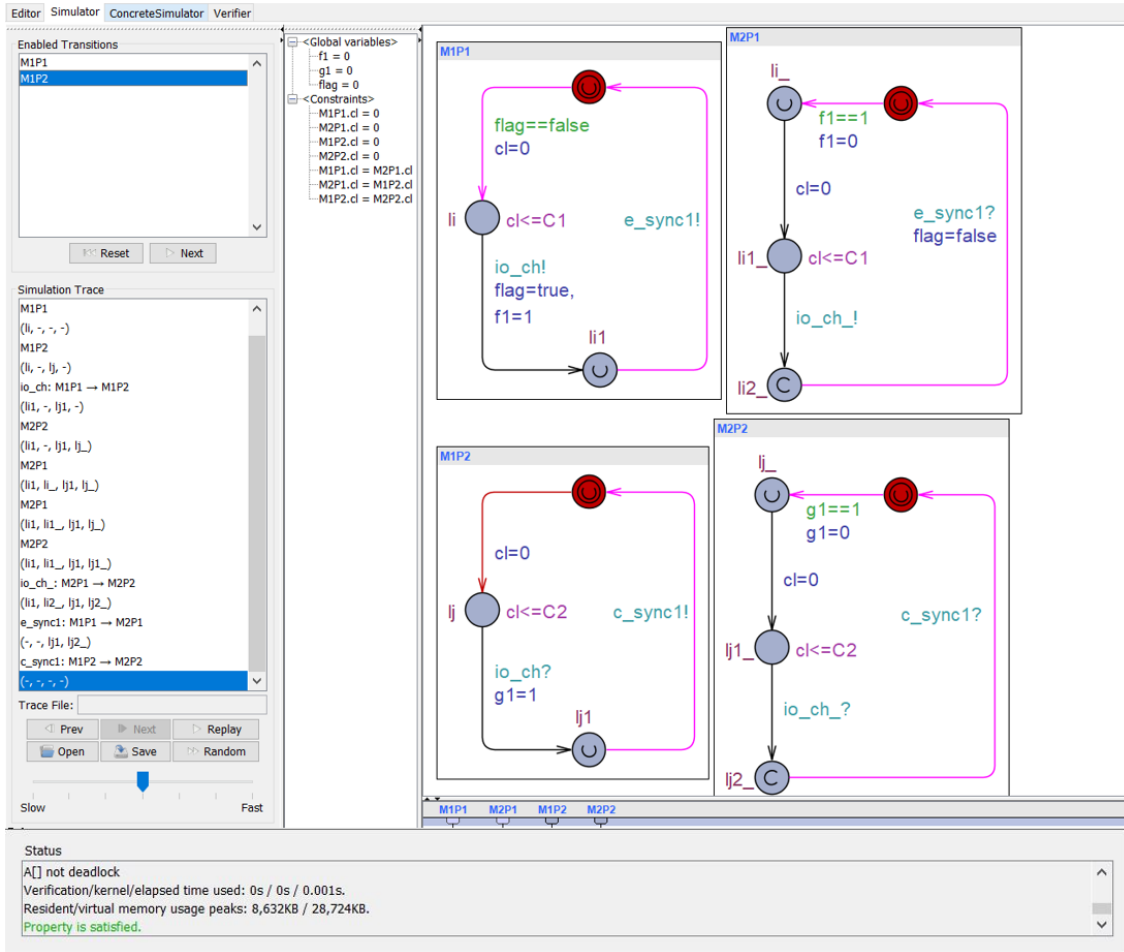 Editor Simulator ConcreteSimulator Verifier
Enabled Transitions
M1P1
M1P2
Reset Next
Simulation Trace
M1P1
(li, -, -, -)
M1P2
(li, -, lj, -)
io_ch: M1P1 → M1P2
(li1, -, lj1, -)
M2P2
(li1, -, lj1, lj_)
M2P1
(li1, li_, lj1, lj_)
M2P1
(li1, li1_, lj1, lj_)
M2P2
(li1, li1_, lj1, lj1_)
io_ch_: M2P1 → M2P2
(li1, li2_, lj1, lj2_)
e_sync1: M1P1 → M2P1
(-, -, lj1, lj2_)
c_sync1: M1P2 → M2P2
(-, -, -, -)
Trace File:
Prev Next Replay
Open Save Random
Slow Fast
<Global variables>
f1 = 0
g1 = 0
flag = 0
<Constraints>
M1P1.cl = 0
M2P1.cl = 0
M1P2.cl = 0
M2P2.cl = 0
M1P1.cl = M2P1.cl
M2P1.cl = M1P2.cl
M1P2.cl = M2P2.cl
M1P1
flag==false
cl=0
li cl<=C1
e_sync1!
io_ch!
flag=true,
f1=1
li1
M2P1
li_
f1==1
f1=0
cl=0
e_sync1?
flag=false
li1_ cl<=C1
io_ch_!
li2_
M1P2
cl=0
lj cl<=C2
c_sync1!
io_ch?
g1=1
lj1
M2P2
lj_
g1==1
g1=0
cl=0
c_sync1?
lj1_ cl<=C2
io_ch_?
lj2_
M1P1 M2P1 M1P2 M2P2
Status
A[] not deadlock
Verification/kernel/elapsed time used: 0s / 0s / 0.001s.
Resident/virtual memory usage peaks: 8,632KB / 28,724KB.
Property is satisfied.